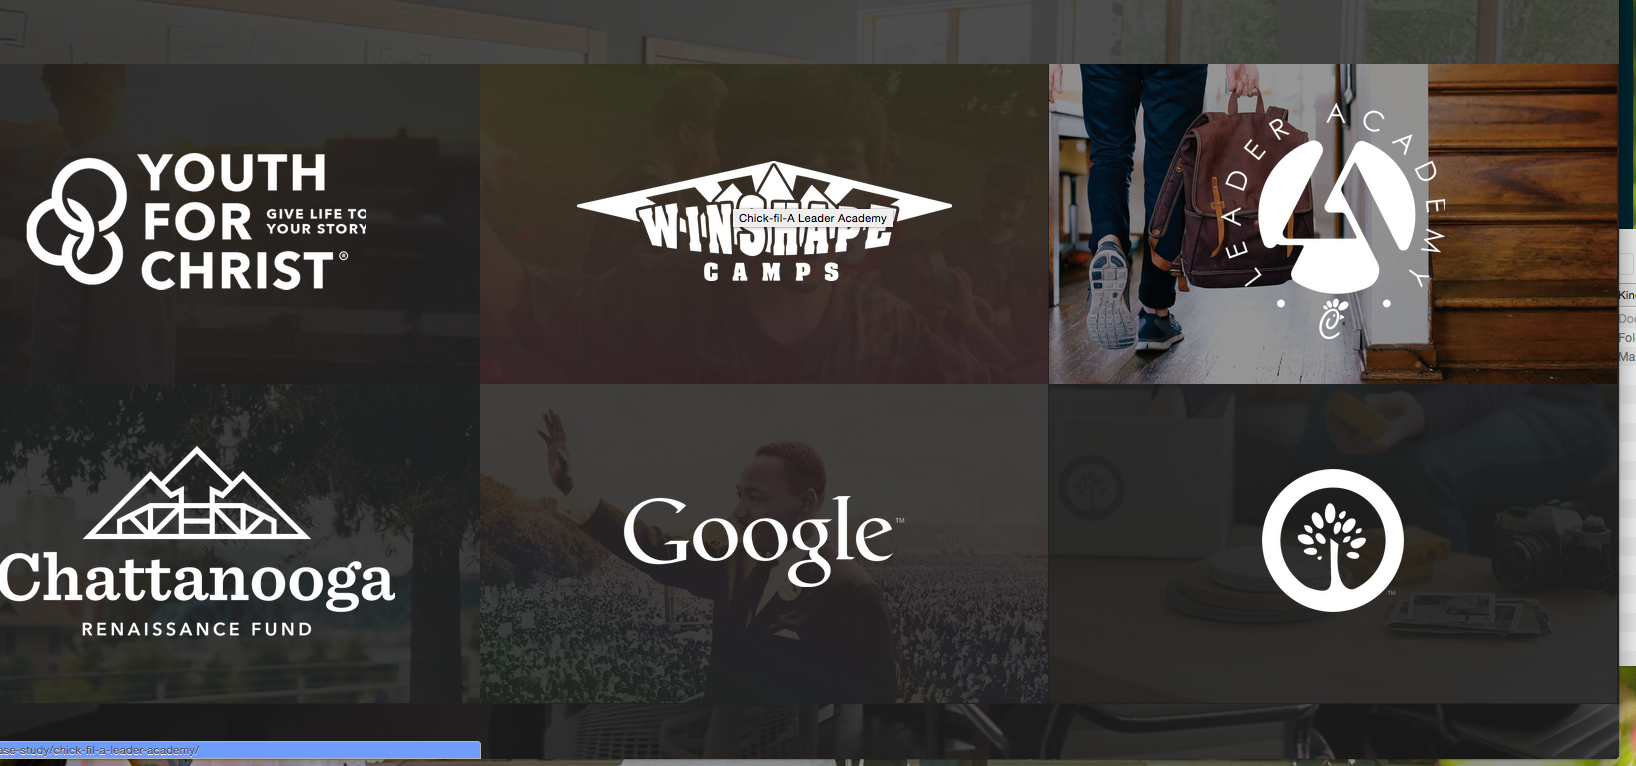 YOUTH
FOR
CHRIST®
GIVE LIFE TO
YOUR STORY
WINSHAPE
CAMPS
Chick-fil-A Leader Academy
LEADER ACADEMY
Chattanooga
RENAISSANCE FUND
Google™
™
ase-study/chick-fil-a-leader-academy/
Kin
Doc
Fol
Ma